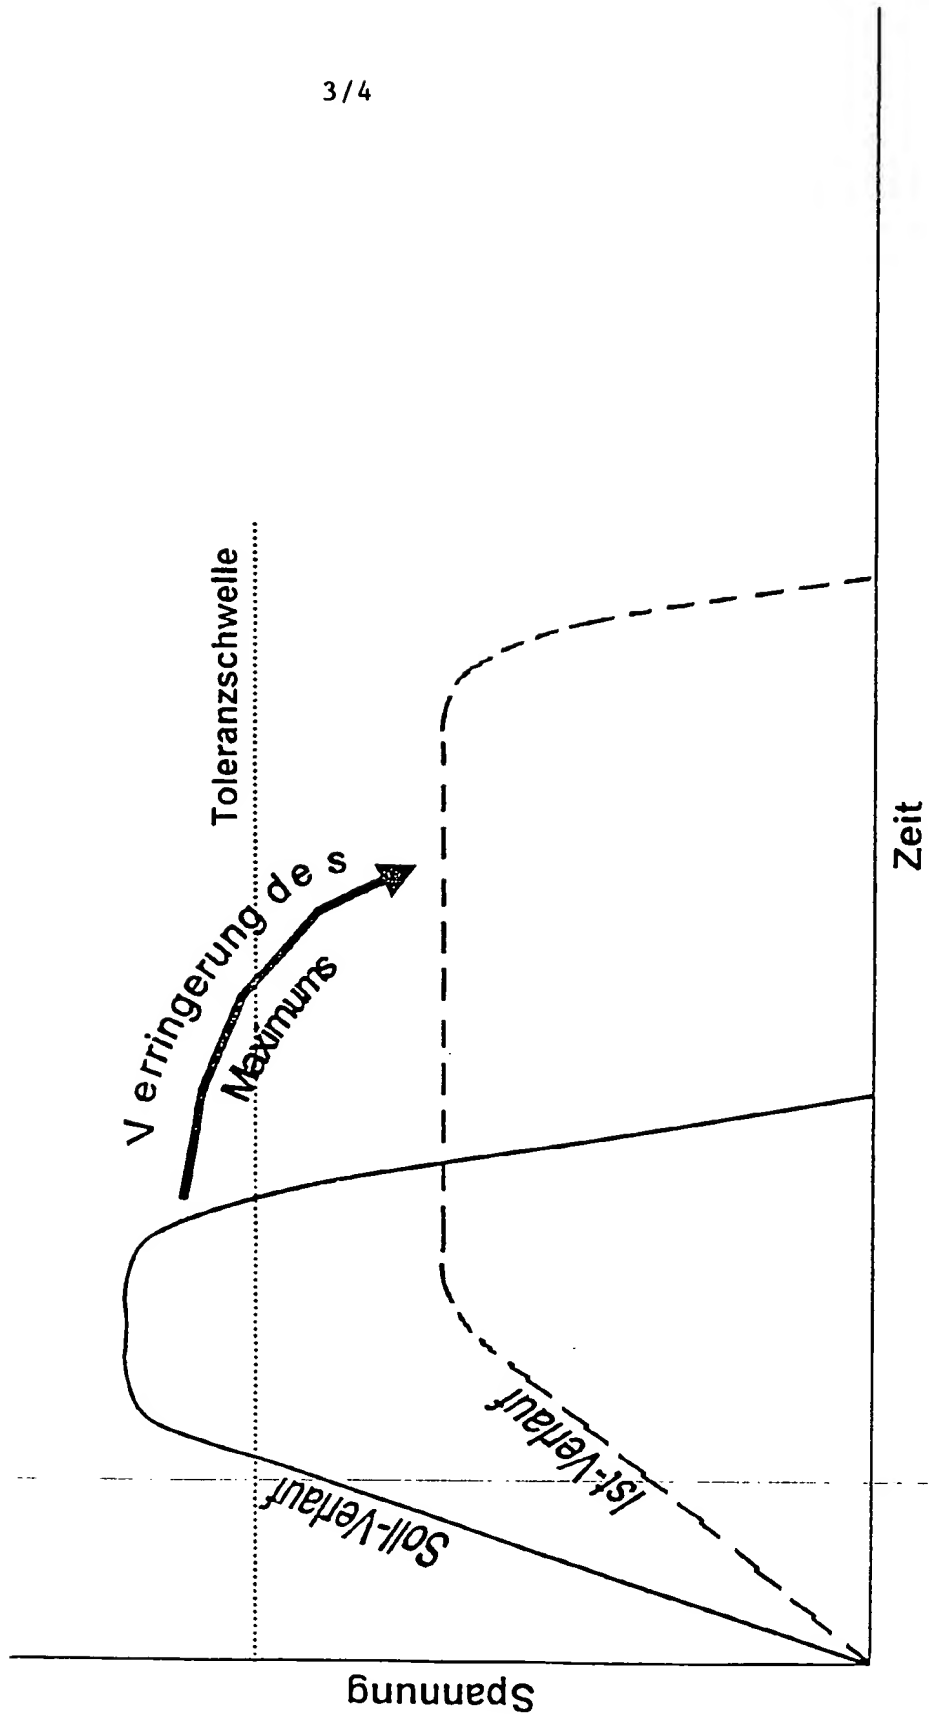 3/4
Toleranzschwelle
Verringerung des
Maximums
Soll-Verlauf
Ist-Verlauf
Spannung
Zeit